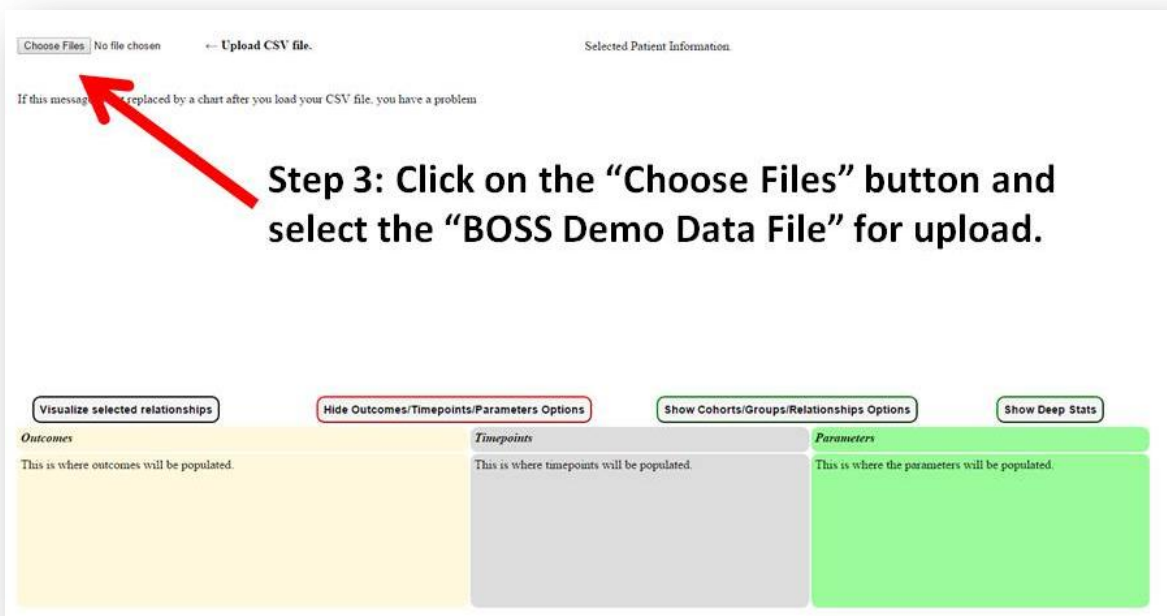 Choose Files No file chosen ← Upload CSV file. Selected Patient Information
If this message replaced by a chart after you load your CSV file, you have a problem
Step 3: Click on the “Choose Files” button and
select the “BOSS Demo Data File” for upload.
Visualize selected relationships Hide Outcomes/Timepoints/Parameters Options Show Cohorts/Groups/Relationships Options Show Deep Stats
Outcomes Timepoints Parameters
This is where outcomes will be populated. This is where timepoints will be populated. This is where the parameters will be populated.